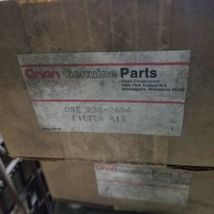 Onan Genuine Parts
Onan Corporation
1400 73rd Avenue N.E.
Minneapolis, Minnesota 55432
ONE 232-2604
FILTER KIT